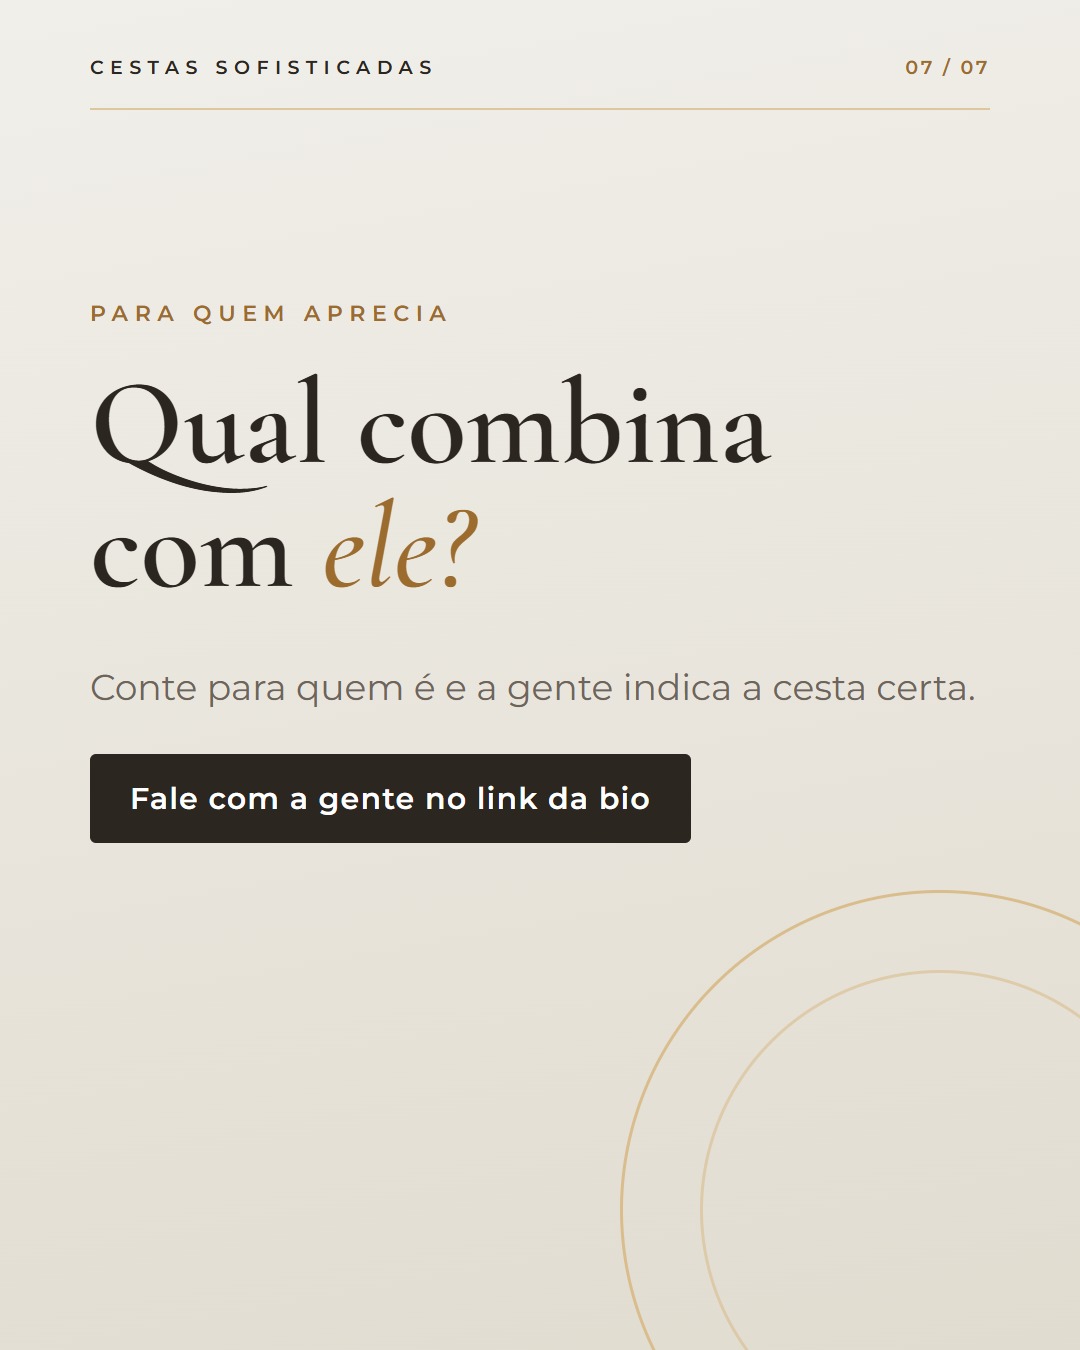 CESTAS SOFISTICADAS
07 / 07
PARA QUEM APRECIA
Qual combina
com ele?
Conte para quem é e a gente indica a cesta certa.
Fale com a gente no link da bio